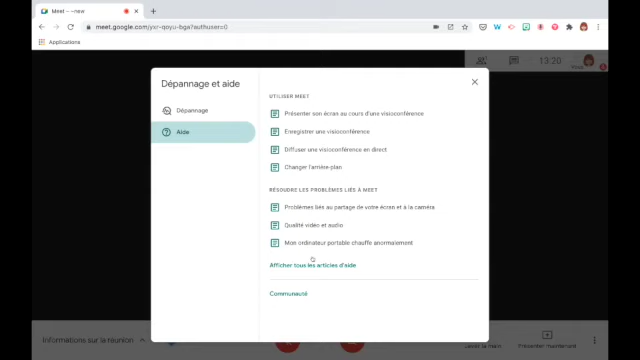 Meet - -new
meet.google.com/yxr-qoyu-bga?authuser=0
Applications
13:20
Vous
Dépannage et aide
Dépannage
Aide
UTILISER MEET
Présenter son écran au cours d'une visioconférence
Enregistrer une visioconférence
Diffuser une visioconférence en direct
Changer l'arrière-plan
RÉSOUDRE LES PROBLÈMES LIÉS À MEET
Problèmes liés au partage de votre écran et à la caméra
Qualité vidéo et audio
Mon ordinateur portable chauffe anormalement
Afficher tous les articles d'aide
Communauté
Informations sur la réunion
Lever la main
Présenter maintenant